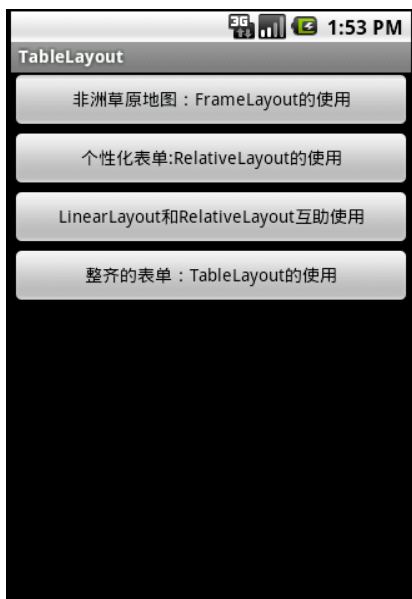 3G 1:53 PM
TableLayout
非洲草原地图：FrameLayout的使用
个性化表单:RelativeLayout的使用
LinearLayout和RelativeLayout互助使用
整齐的表单：TableLayout的使用